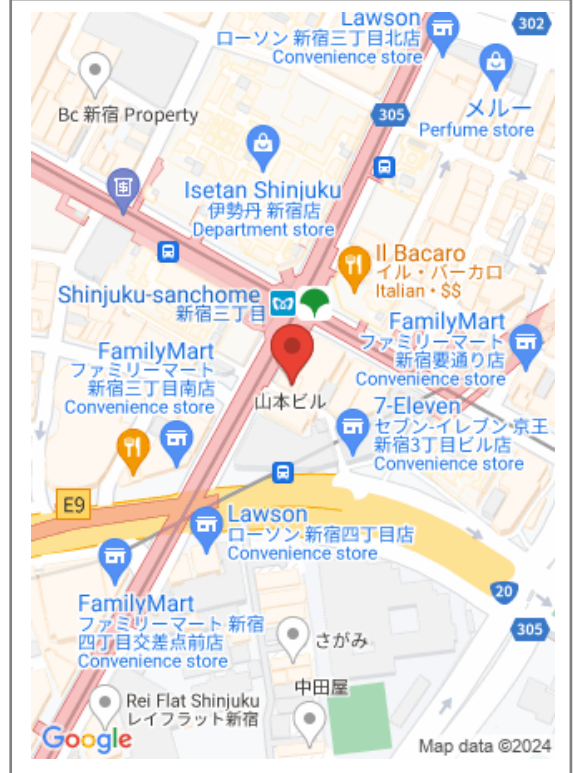 Lawson
ローソン 新宿三丁目北店
Convenience store
302
Bc 新宿 Property
305
メルー
Perfume store
Isetan Shinjuku
伊勢丹 新宿店
Department store
Il Bacaro
イル・バーカロ
Italian • $$
Shinjuku-sanchome
新宿三丁目
FamilyMart
ファミリーマート
新宿要通り店
Convenience store
FamilyMart
ファミリーマート
新宿三丁目南店
Convenience store
山本ビル
7-Eleven
セブン-イレブン 京王
新宿3丁目ビル店
Convenience store
E9
Lawson
ローソン 新宿四丁目店
Convenience store
20
305
FamilyMart
ファミリーマート 新宿
四丁目交差点前店
Convenience store
さがみ
中田屋
Rei Flat Shinjuku
レイフラット新宿
Google
Map data ©2024